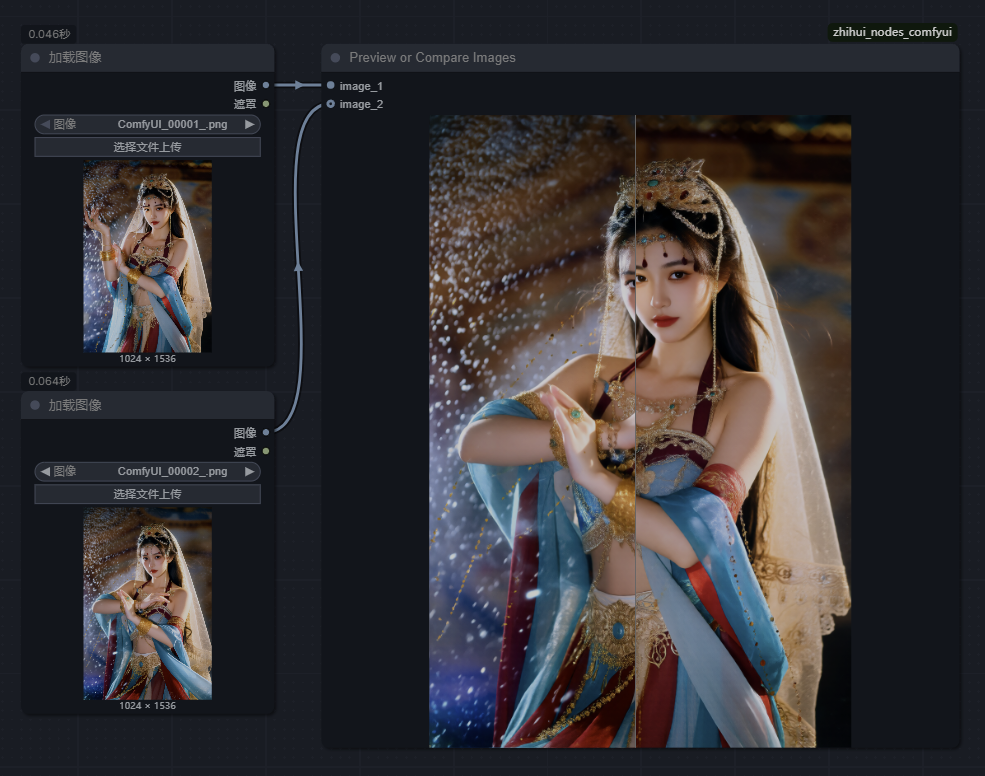 0.046秒
zhihui_nodes_comfyui
加载图像
Preview or Compare Images
图像
image_1
遮罩
image_2
图像 ComfyUI_00001_.png
选择文件上传
1024 × 1536
0.064秒
加载图像
图像
遮罩
图像 ComfyUI_00002_.png
选择文件上传
1024 × 1536